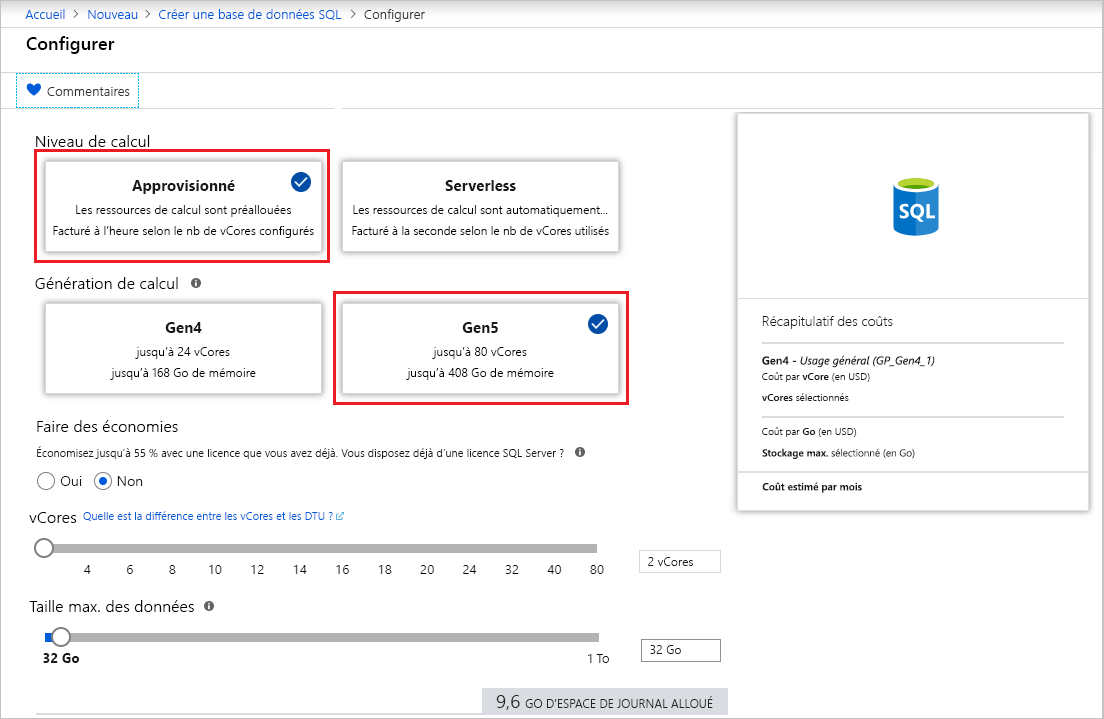 Accueil > Nouveau > Créer une base de données SQL > Configurer
Configurer
Commentaires
Niveau de calcul
Approvisionné
Les ressources de calcul sont préallouées
Facturé à l'heure selon le nb de vCores configurés
Serverless
Les ressources de calcul sont automatiquement...
Facturé à la seconde selon le nb de vCores utilisés
Génération de calcul
Gen4
jusqu'à 24 vCores
jusqu'à 168 Go de mémoire
Gen5
jusqu'à 80 vCores
jusqu'à 408 Go de mémoire
Faire des économies
Économisez jusqu'à 55 % avec une licence que vous avez déjà. Vous disposez déjà d'une licence SQL Server ?
Oui Non
vCores Quelle est la différence entre les vCores et les DTU ?
4 6 8 10 12 14 16 18 20 24 32 40 80
2 vCores
Taille max. des données
32 Go 1 To
32 Go
9,6 GO D'ESPACE DE JOURNAL ALLOUÉ
SQL
Récapitulatif des coûts
Gen4 - Usage général (GP_Gen4_1)
Coût par vCore (en USD)
vCores sélectionnés
Coût par Go (en USD)
Stockage max. sélectionné (en Go)
Coût estimé par mois